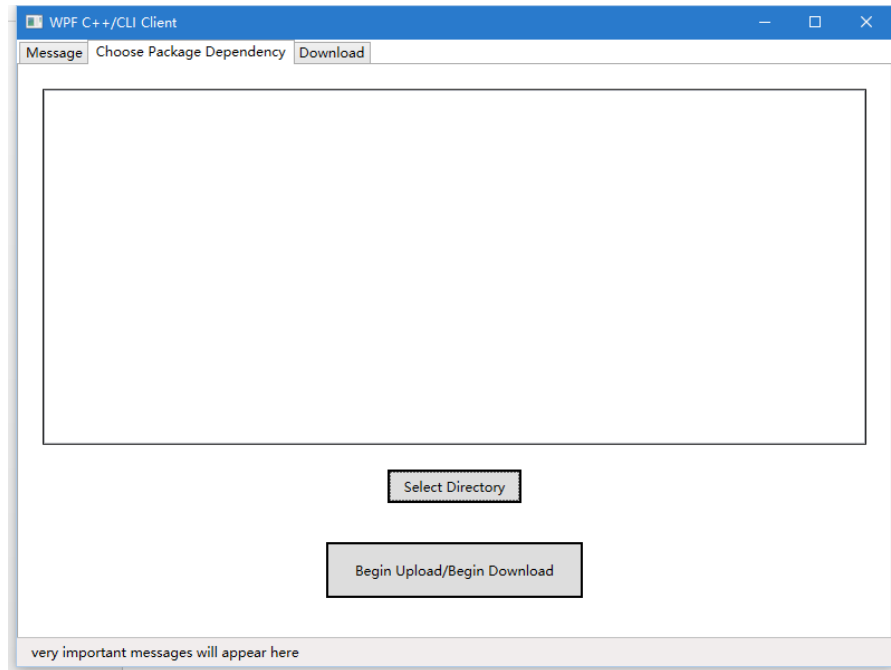 WPF C++/CLI Client
Message Choose Package Dependency Download
Select Directory
Begin Upload/Begin Download
very important messages will appear here